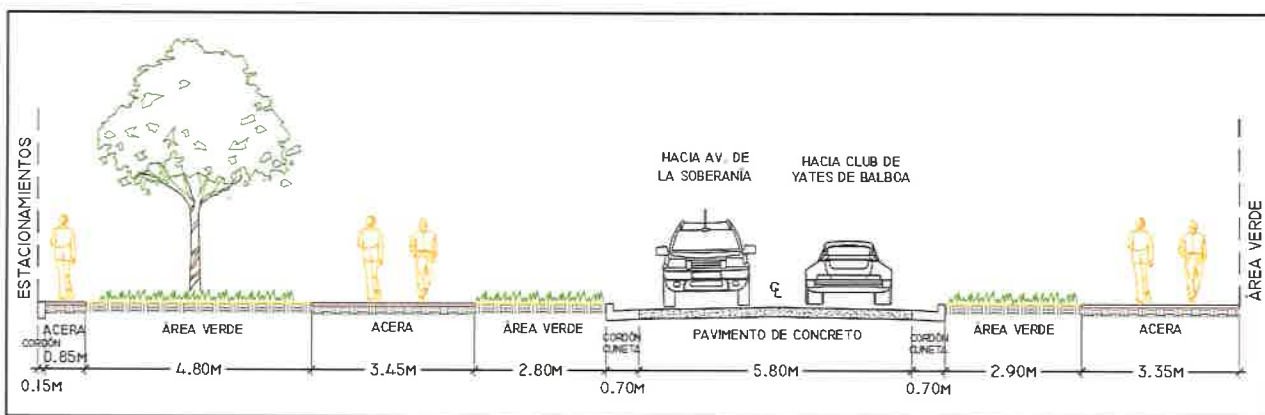 ESTACIONAMIENTOS
HACIA AV. DE
LA SOBERANÍA
HACIA CLUB DE
YATES DE BALBOA
ÁREA VERDE
CL
ACERA
ÁREA VERDE
ACERA
ÁREA VERDE
CORDÓN
CUNETA
PAVIMENTO DE CONCRETO
CORDÓN
CUNETA
ÁREA VERDE
ACERA
CORDÓN
0.15M
0.85M
4.80M
3.45M
2.80M
0.70M
5.80M
0.70M
2.90M
3.35M